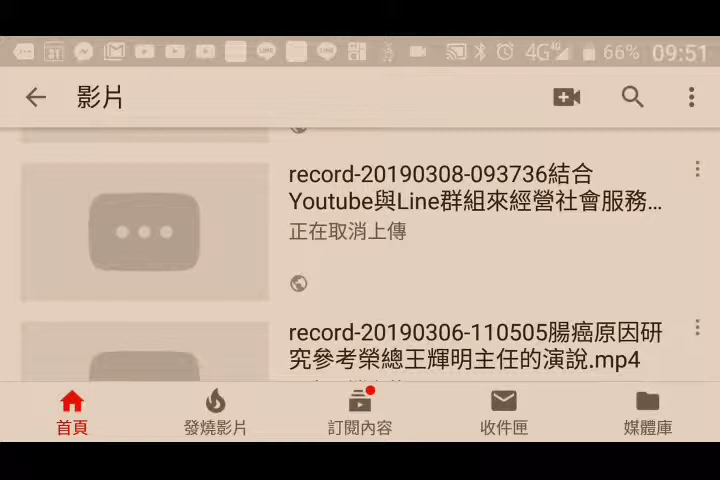 4G 4G 66% 09:51
影片
record-20190308-093736結合
Youtube與Line群組來經營社會服務…
正在取消上傳
record-20190306-110505腸癌原因研
究參考榮總王輝明主任的演說.mp4
首頁 發燒影片 訂閱內容 收件匣 媒體庫